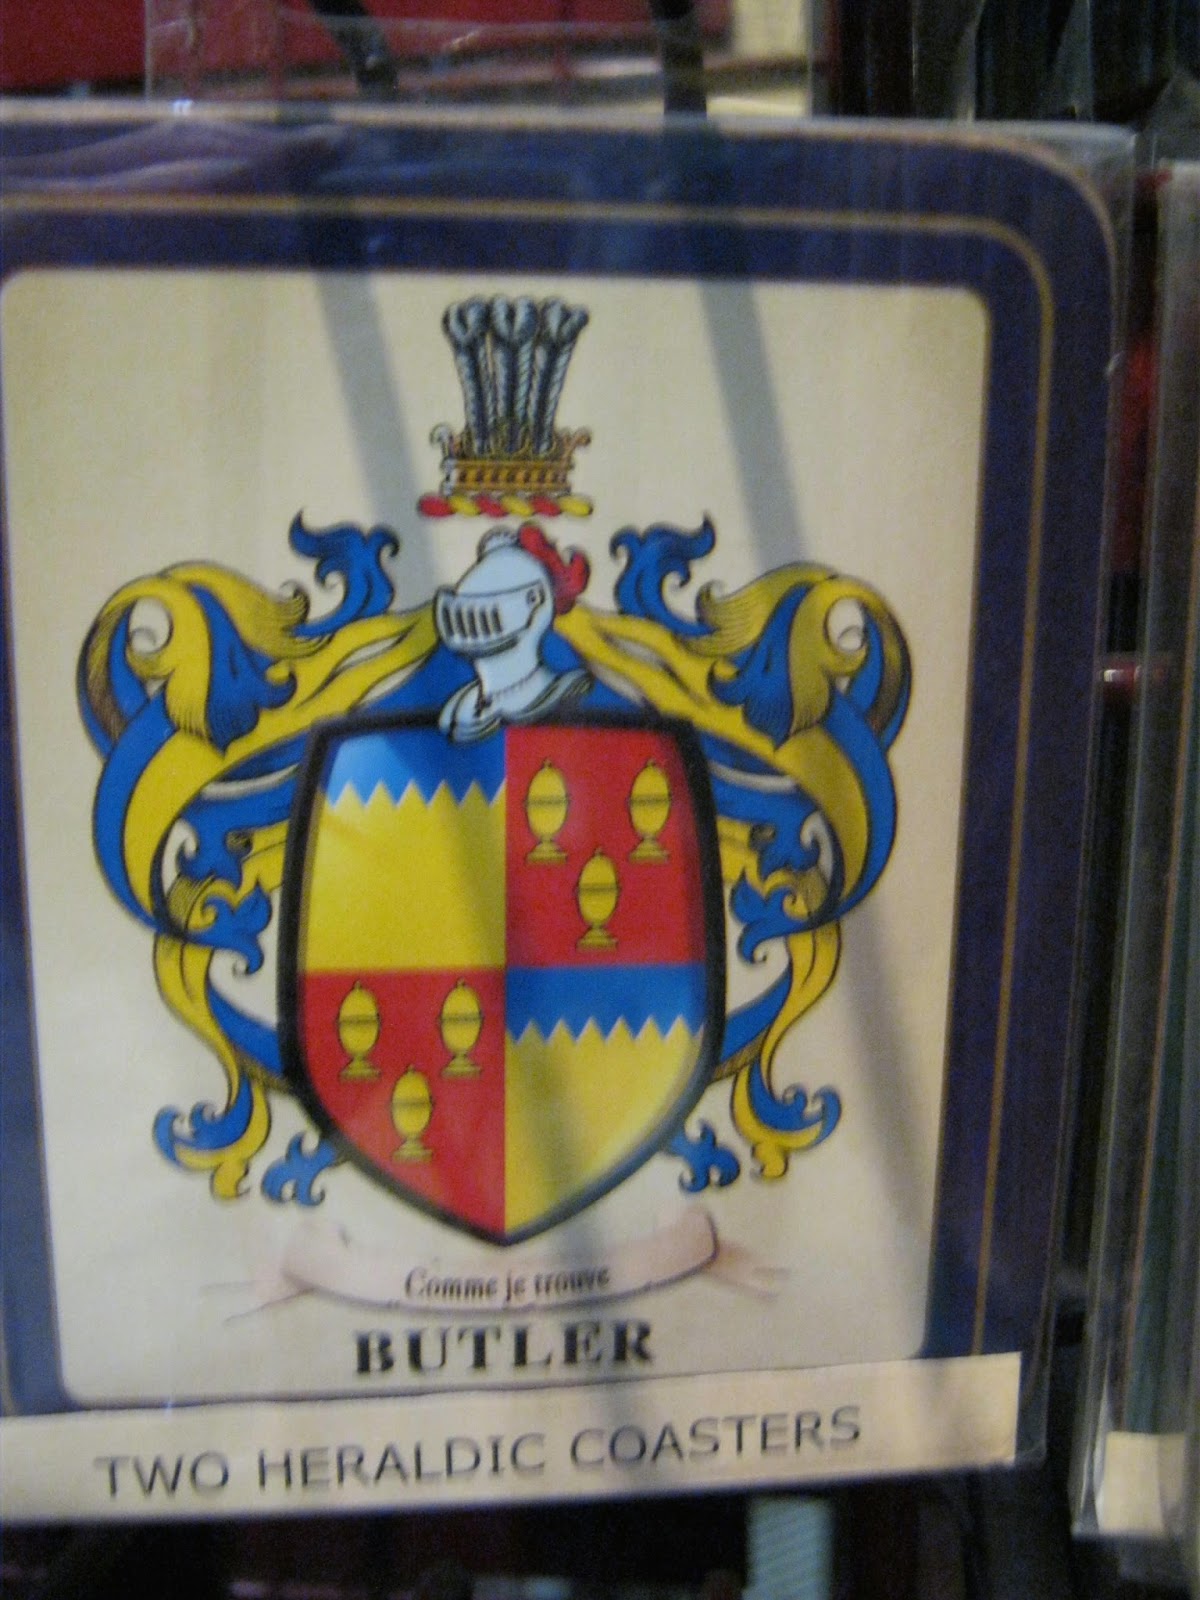 Comme je trouve
BUTLER
TWO HERALDIC COASTERS